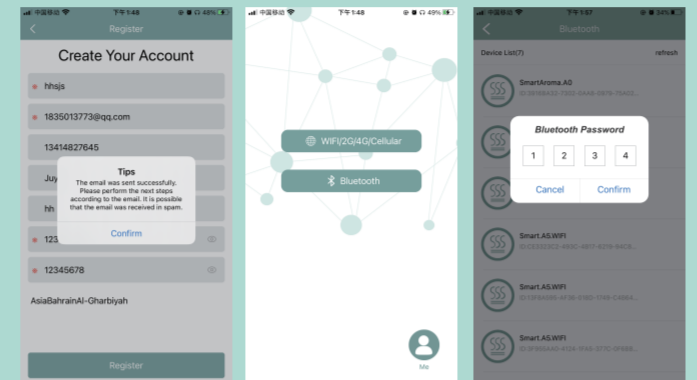 中国移动 下午1:48 48%
Register
Create Your Account
hhsjs
1835013773@qq.com
13414827645
Juy
hh
123
12345678
AsiaBahrainAl-Gharbiyah
Register
Tips
The email was sent successfully.
Please perform the next steps
according to the email. It is possible
that the email was received in spam.
Confirm
中国移动 下午1:48 49%
WIFI/2G/4G/Cellular
Bluetooth
Me
中国移动 下午1:57 34%
Bluetooth
Device List(7) refresh
SmartAroma.A0
Bluetooth Password
1 2 3 4
Cancel Confirm
Smart.A5.WIFI
Smart.A5.WIFI
Smart.A5.WIFI